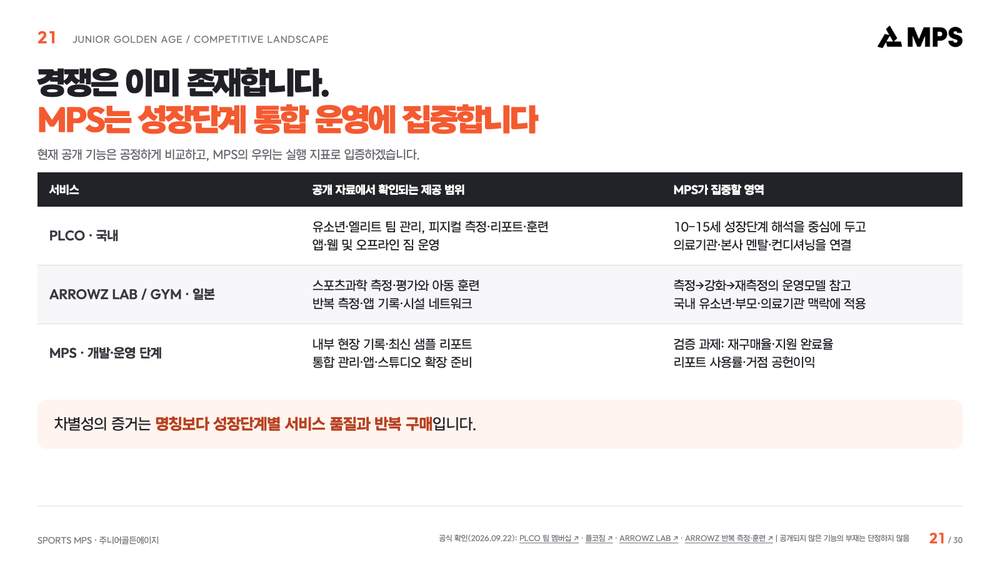 21 JUNIOR GOLDEN AGE / COMPETITIVE LANDSCAPE
MPS
경쟁은 이미 존재합니다.
MPS는 성장단계 통합 운영에 집중합니다
현재 공개 기능은 공정하게 비교하고, MPS의 우위는 실행 지표로 입증하겠습니다.
서비스 공개 자료에서 확인되는 제공 범위 MPS가 집중할 영역
PLCO · 국내
유소년·엘리트 팀 관리, 피지컬 측정·리포트·훈련
앱·웹 및 오프라인 짐 운영
10–15세 성장단계 해석을 중심에 두고
의료기관·본사 멘탈·컨디셔닝을 연결
ARROWZ LAB / GYM · 일본
스포츠과학 측정·평가와 아동 훈련
반복 측정·앱 기록·시설 네트워크
측정→강화→재측정의 운영모델 참고
국내 유소년·부모·의료기관 맥락에 적용
MPS · 개발·운영 단계
내부 현장 기록·최신 샘플 리포트
통합 관리·앱·스튜디오 확장 준비
검증 과제: 재구매율·지원 완료율
리포트 사용률·거점 공헌이익
차별성의 증거는 명칭보다 성장단계별 서비스 품질과 반복 구매입니다.
SPORTS MPS · 주니어골든에이지
공식 확인(2026.09.22): PLCO 팀 멤버십 ↗ · 플코짐 ↗ · ARROWZ LAB ↗ · ARROWZ 반복 측정·훈련 ↗ | 공개되지 않은 기능의 부재는 단정하지 않음
21 / 30